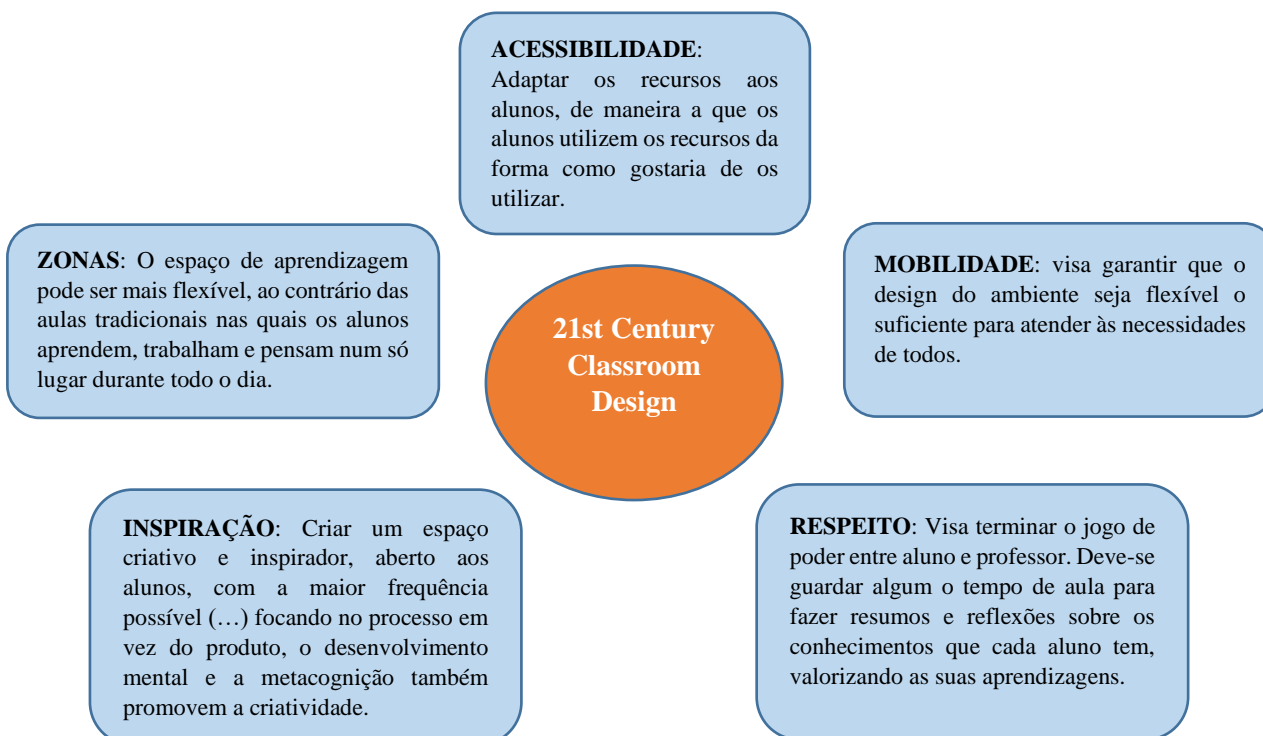 ACESSIBILIDADE:
Adaptar os recursos aos
alunos, de maneira a que os
alunos utilizem os recursos da
forma como gostaria de os
utilizar.
ZONAS: O espaço de aprendizagem
pode ser mais flexível, ao contrário das
aulas tradicionais nas quais os alunos
aprendem, trabalham e pensam num só
lugar durante todo o dia.
21st Century
Classroom
Design
MOBILIDADE: visa garantir que o
design do ambiente seja flexível o
suficiente para atender às necessidades
de todos.
INSPIRAÇÃO: Criar um espaço
criativo e inspirador, aberto aos
alunos, com a maior frequência
possível (…) focando no processo em
vez do produto, o desenvolvimento
mental e a metacognição também
promovem a criatividade.
RESPEITO: Visa terminar o jogo de
poder entre aluno e professor. Deve-se
guardar algum o tempo de aula para
fazer resumos e reflexões sobre os
conhecimentos que cada aluno tem,
valorizando as suas aprendizagens.